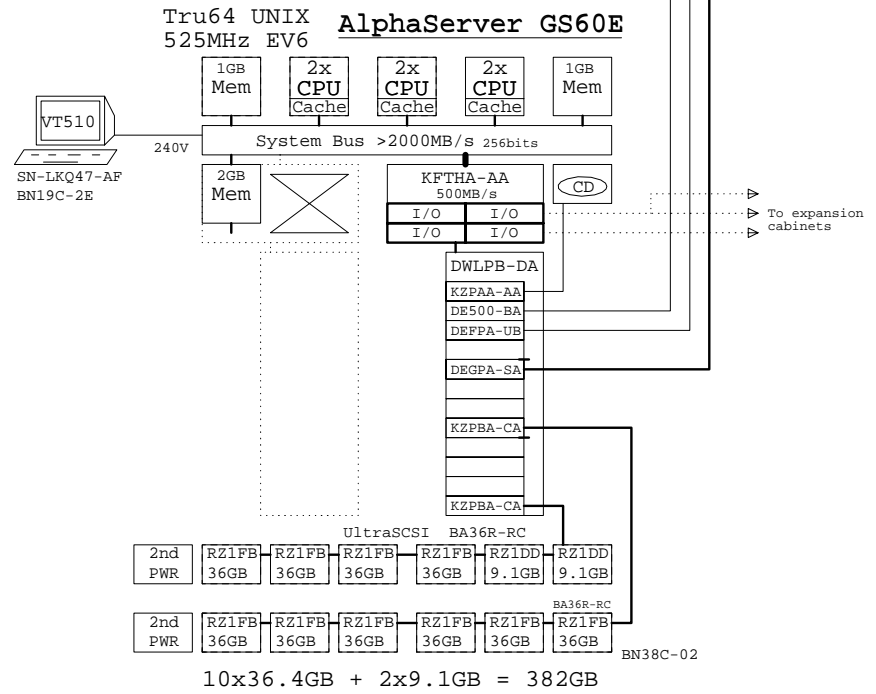 Tru64 UNIX
525MHz EV6
AlphaServer GS60E
1GB
Mem
2x
CPU
Cache
2x
CPU
Cache
2x
CPU
Cache
1GB
Mem
VT510
240V
System Bus >2000MB/s 256bits
SN-LKQ47-AF
BN19C-2E
2GB
Mem
KFTHA-AA
500MB/s
I/O
I/O
I/O
I/O
CD
To expansion
cabinets
DWLPB-DA
KZPAA-AA
DE500-BA
DEFPA-UB
DEGPA-SA
KZPBA-CA
KZPBA-CA
UltraSCSI BA36R-RC
2nd
PWR
RZ1FB
36GB
RZ1FB
36GB
RZ1FB
36GB
RZ1FB
36GB
RZ1DD
9.1GB
RZ1DD
9.1GB
BA36R-RC
2nd
PWR
RZ1FB
36GB
RZ1FB
36GB
RZ1FB
36GB
RZ1FB
36GB
RZ1FB
36GB
RZ1FB
36GB
BN38C-02
10x36.4GB + 2x9.1GB = 382GB